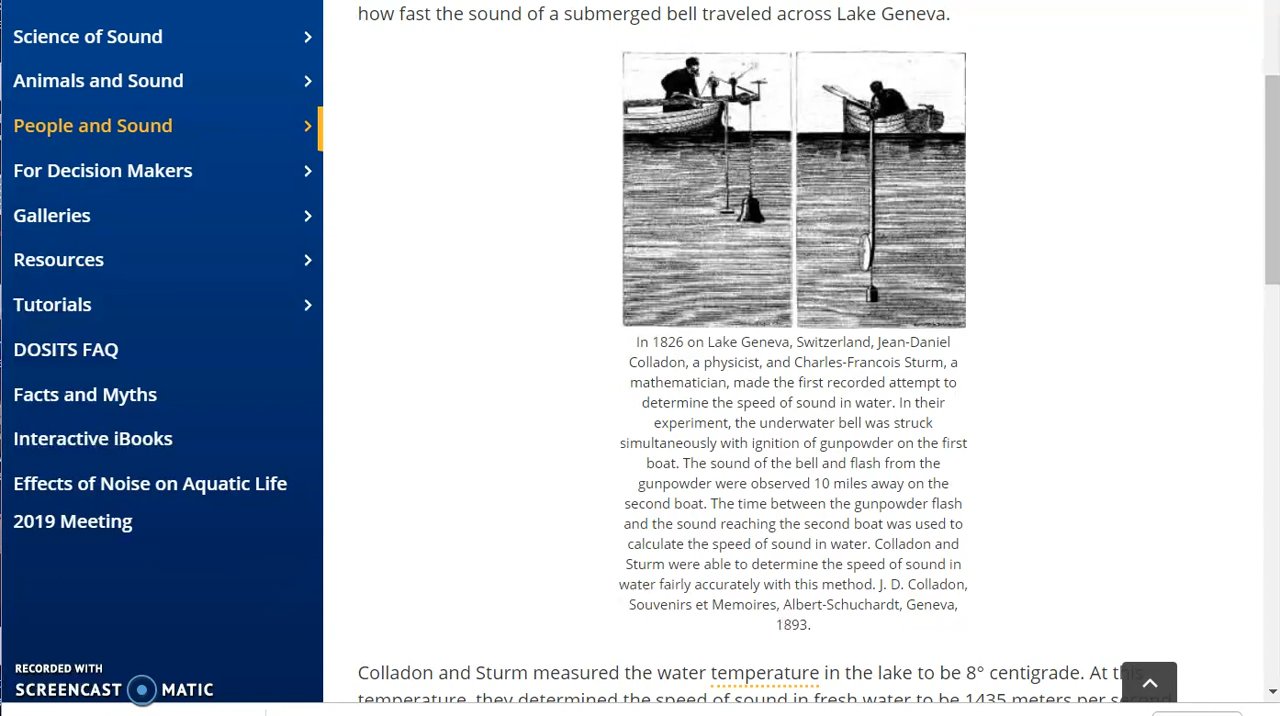 Science of Sound
Animals and Sound
People and Sound
For Decision Makers
Galleries
Resources
Tutorials
DOSITS FAQ
Facts and Myths
Interactive iBooks
Effects of Noise on Aquatic Life
2019 Meeting
RECORDED WITH
SCREENCAST MATIC
how fast the sound of a submerged bell traveled across Lake Geneva.
In 1826 on Lake Geneva, Switzerland, Jean-Daniel
Colladon, a physicist, and Charles-Francois Sturm, a
mathematician, made the first recorded attempt to
determine the speed of sound in water. In their
experiment, the underwater bell was struck
simultaneously with ignition of gunpowder on the first
boat. The sound of the bell and flash from the
gunpowder were observed 10 miles away on the
second boat. The time between the gunpowder flash
and the sound reaching the second boat was used to
calculate the speed of sound in water. Colladon and
Sturm were able to determine the speed of sound in
water fairly accurately with this method. J. D. Colladon,
Souvenirs et Memoires, Albert-Schuchardt, Geneva,
1893.
Colladon and Sturm measured the water temperature in the lake to be 8° centigrade. At this
temperature, they determined the speed of sound in fresh water to be 1435 meters per second